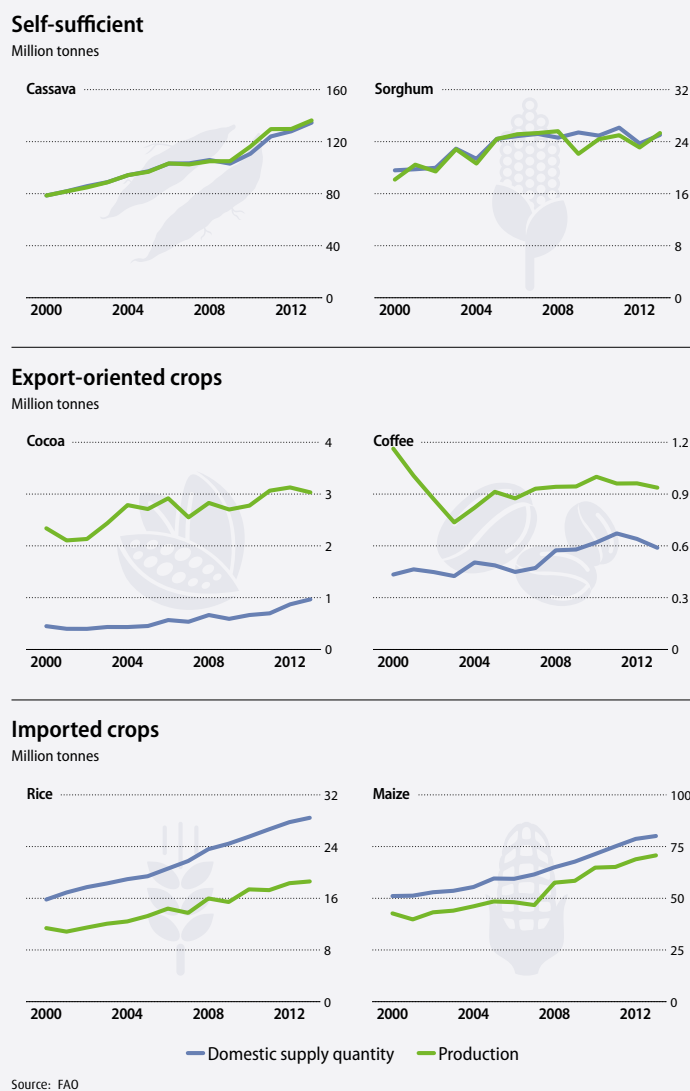 Self-sufficient
Million tonnes
Cassava 160
120
80
40
0
2000 2004 2008 2012
Sorghum 32
24
16
8
0
2000 2004 2008 2012
Export-oriented crops
Million tonnes
Cocoa 4
3
2
1
0
2000 2004 2008 2012
Coffee 1.2
0.9
0.6
0.3
0
2000 2004 2008 2012
Imported crops
Million tonnes
Rice 32
24
16
8
0
2000 2004 2008 2012
Maize 100
75
50
25
0
2000 2004 2008 2012
Domestic supply quantity Production
Source: FAO